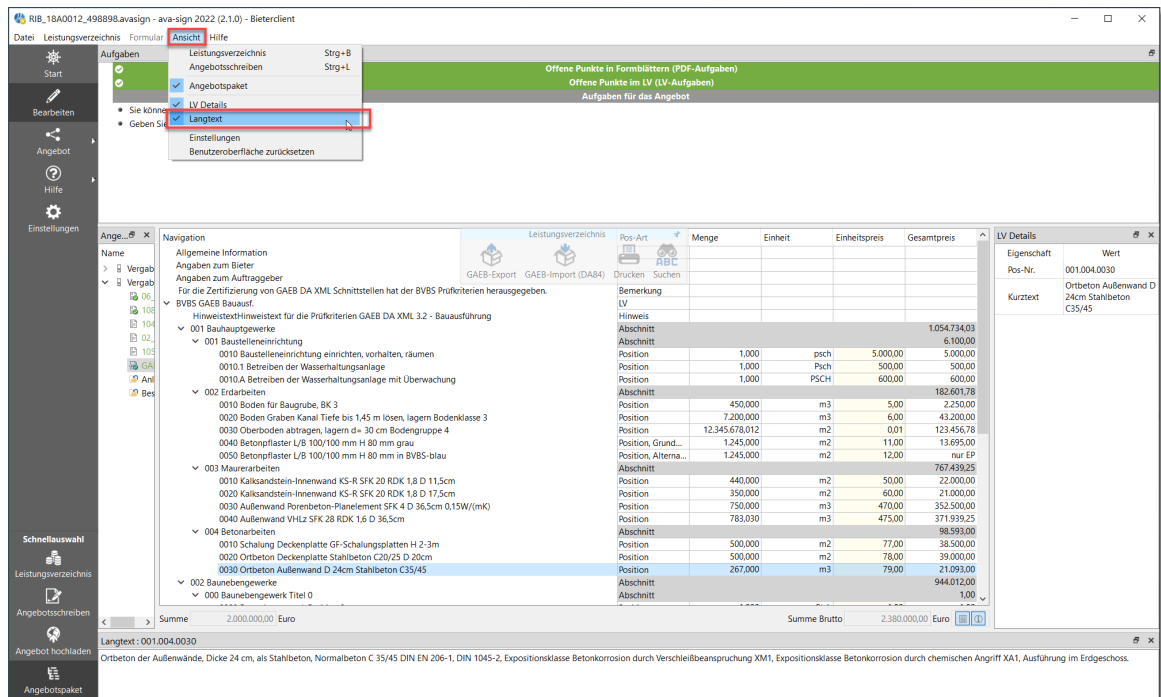 RIB_18A0012_498898.avasign - ava-sign 2022 (2.1.0) - Bieterclient
Datei Leistungsverzeichnis Formular Ansicht Hilfe
Start
Bearbeiten
Angebot
Hilfe
Einstellungen
Schnellauswahl
Leistungsverzeichnis
Angebotsschreiben
Angebot hochladen
Angebotspaket
Aufgaben
Offene Punkte in Formblättern (PDF-Aufgaben)
Offene Punkte im LV (LV-Aufgaben)
Aufgaben für das Angebot
Sie könne
Geben Sie
Leistungsverzeichnis Strg+B
Angebotsschreiben Strg+L
Angebotspaket
LV Details
Langtext
Einstellungen
Benutzeroberfläche zurücksetzen
Ange...
Name
Vergab
Vergab
06_
108
104
02_
105
GA
Anl
Bes
Leistungsverzeichnis
GAEB-Export GAEB-Import (DA84) Drucken Suchen
ABC
Navigation Pos-Art Menge Einheit Einheitspreis Gesamtpreis
Allgemeine Information
Angaben zum Bieter
Angaben zum Auftraggeber
Für die Zertifizierung von GAEB DA XML Schnittstellen hat der BVBS Prüfkriterien herausgegeben. Bemerkung
BVBS GAEB Bauausf. LV
HinweistextHinweistext für die Prüfkriterien GAEB DA XML 3.2 - Bauausführung Hinweis
001 Bauhauptgewerke Abschnitt 1.054.734,03
001 Baustelleneinrichtung Abschnitt 6.100,00
0010 Baustelleneinrichtung einrichten, vorhalten, räumen Position 1,000 psch 5.000,00 5.000,00
0010.1 Betreiben der Wasserhaltungsanlage Position 1,000 Psch 500,00 500,00
0010.A Betreiben der Wasserhaltungsanlage mit Überwachung Position 1,000 PSCH 600,00 600,00
002 Erdarbeiten Abschnitt 182.601,78
0010 Boden für Baugrube, BK 3 Position 450,000 m3 5,00 2.250,00
0020 Boden Graben Kanal Tiefe bis 1,45 m lösen, lagern Bodenklasse 3 Position 7.200,000 m3 6,00 43.200,00
0030 Oberboden abtragen, lagern d= 30 cm Bodengruppe 4 Position 12.345.678,012 m2 0,01 123.456,78
0040 Betonpflaster L/B 100/100 mm H 80 mm grau Position, Grund... 1.245,000 m2 11,00 13.695,00
0050 Betonpflaster L/B 100/100 mm H 80 mm in BVBS-blau Position, Alterna... 1.245,000 m2 12,00 nur EP
003 Maurerarbeiten Abschnitt 767.439,25
0010 Kalksandstein-Innenwand KS-R SFK 20 RDK 1,8 D 11,5cm Position 440,000 m2 50,00 22.000,00
0020 Kalksandstein-Innenwand KS-R SFK 20 RDK 1,8 D 17,5cm Position 350,000 m2 60,00 21.000,00
0030 Außenwand Porenbeton-Planelement SFK 4 D 36,5cm 0,15W/(mK) Position 750,000 m3 470,00 352.500,00
0040 Außenwand VHLz SFK 28 RDK 1,6 D 36,5cm Position 783,030 m3 475,00 371.939,25
004 Betonarbeiten Abschnitt 98.593,00
0010 Schalung Deckenplatte GF-Schalungsplatten H 2-3m Position 500,000 m2 77,00 38.500,00
0020 Ortbeton Deckenplatte Stahlbeton C20/25 D 20cm Position 500,000 m2 78,00 39.000,00
0030 Ortbeton Außenwand D 24cm Stahlbeton C35/45 Position 267,000 m3 79,00 21.093,00
002 Baunebengewerke Abschnitt 944.012,00
000 Baunebengewerk Titel 0 Abschnitt 1,00
Summe 2.000.000,00 Euro Summe Brutto 2.380.000,00 Euro
LV Details
Eigenschaft Wert
Pos-Nr. 001.004.0030
Kurztext Ortbeton Außenwand D
24cm Stahlbeton
C35/45
Langtext : 001.004.0030
Ortbeton der Außenwände, Dicke 24 cm, als Stahlbeton, Normalbeton C 35/45 DIN EN 206-1, DIN 1045-2, Expositionsklasse Betonkorrosion durch Verschleißbeanspruchung XM1, Expositionsklasse Betonkorrosion durch chemischen Angriff XA1, Ausführung im Erdgeschoss.